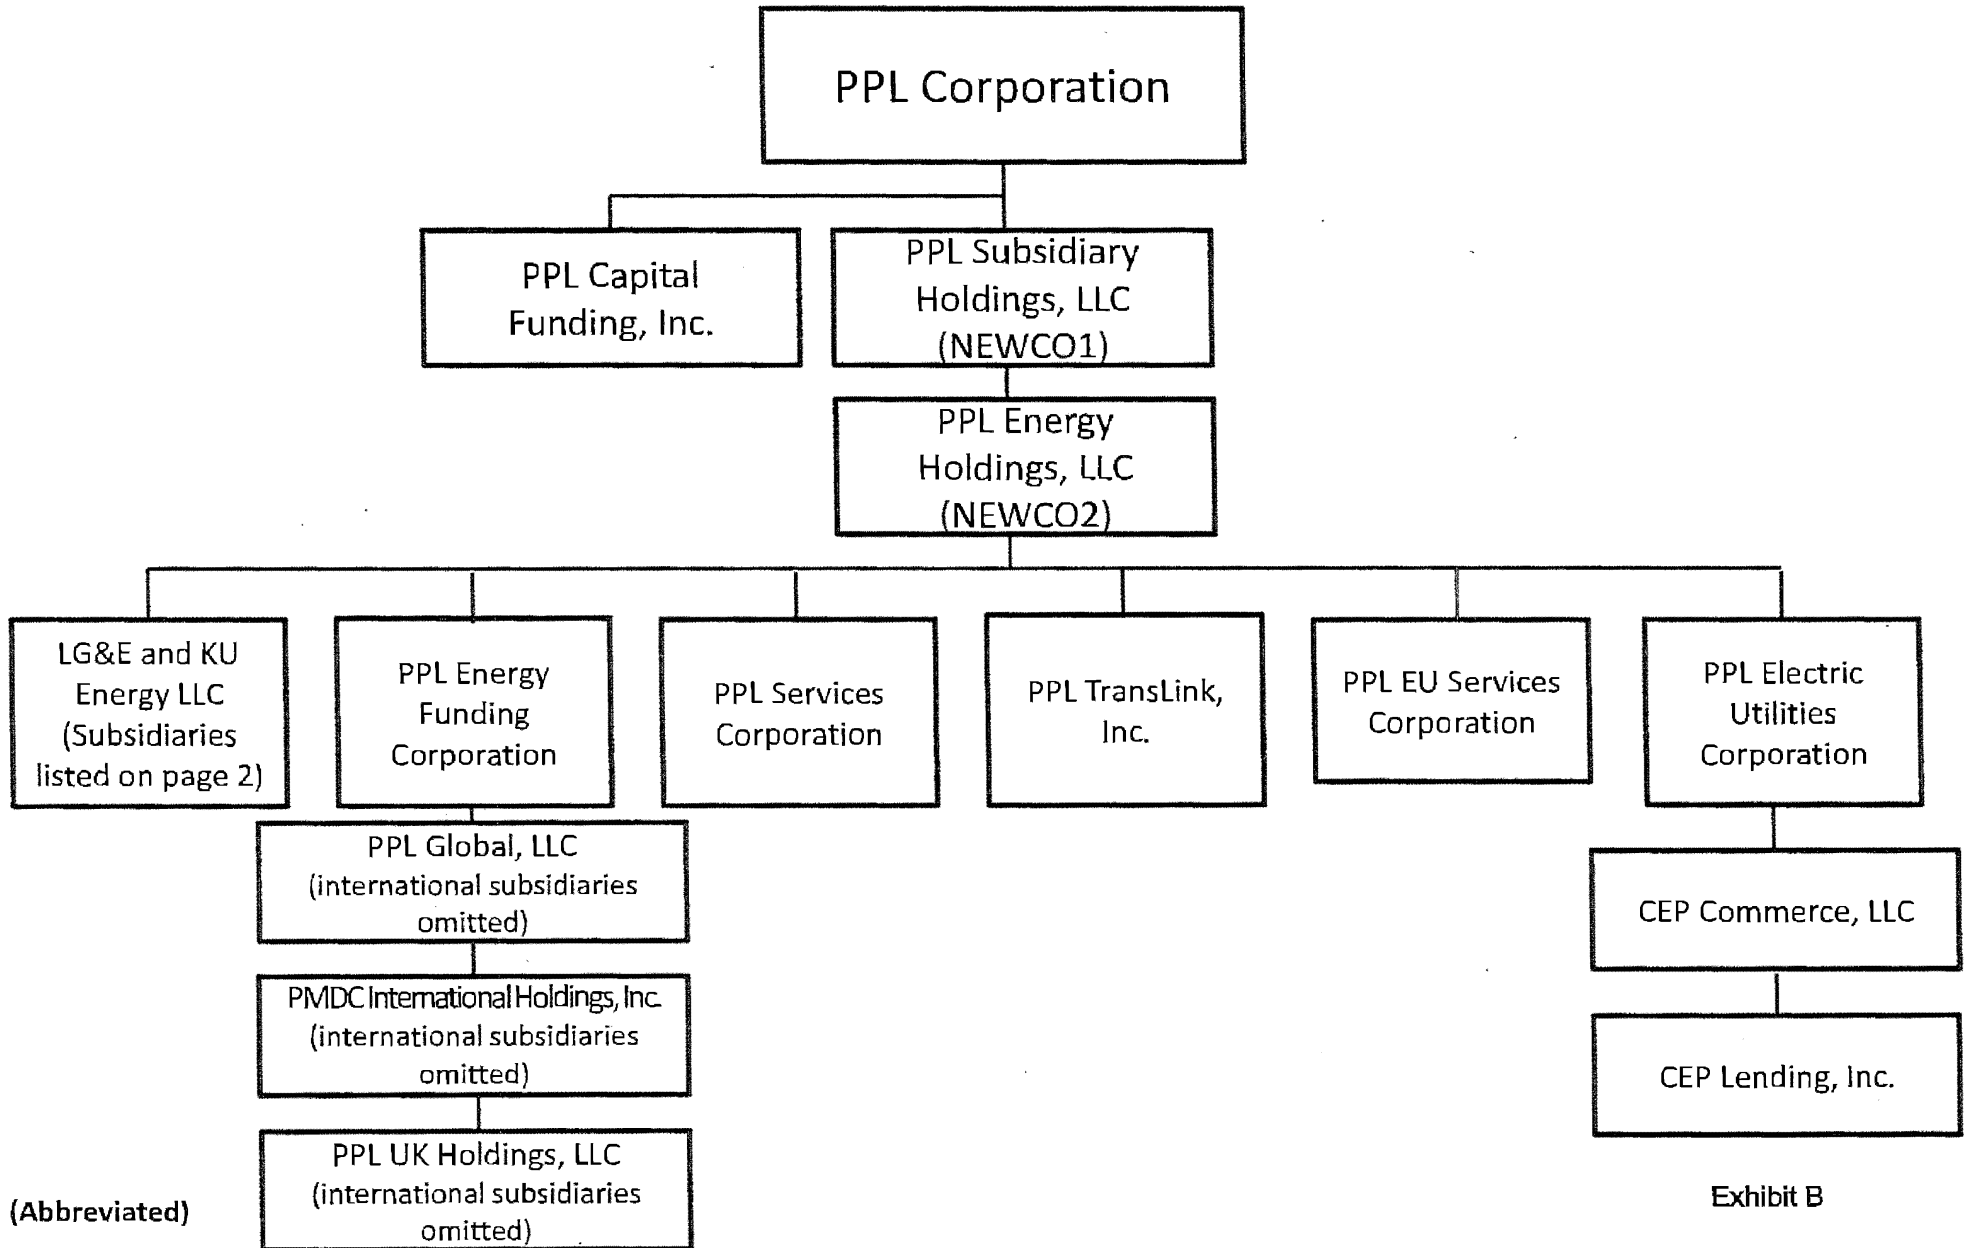 PPL Corporation
PPL Capital
Funding, Inc.
PPL Subsidiary
Holdings, LLC
(NEWCO1)
PPL Energy
Holdings, LLC
(NEWCO2)
LG&E and KU
Energy LLC
(Subsidiaries
listed on page 2)
PPL Energy
Funding
Corporation
PPL Services
Corporation
PPL TransLink,
Inc.
PPL EU Services
Corporation
PPL Electric
Utilities
Corporation
PPL Global, LLC
(international subsidiaries
omitted)
PMDC International Holdings, Inc.
(international subsidiaries
omitted)
PPL UK Holdings, LLC
(international subsidiaries
omitted)
CEP Commerce, LLC
CEP Lending, Inc.
(Abbreviated)
Exhibit B